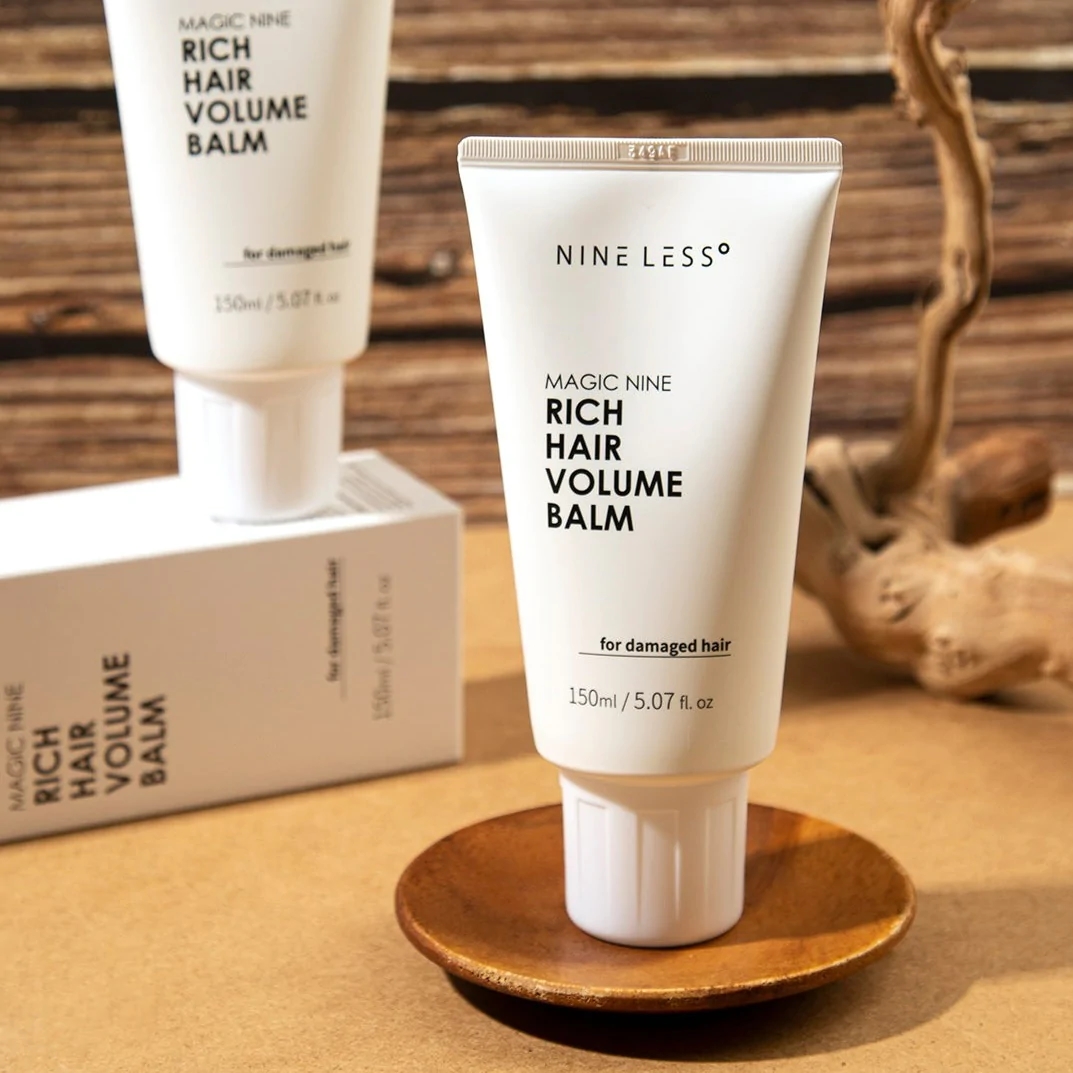 MAGIC NINE
RICH
HAIR
VOLUME
BALM
for damaged hair
150ml / 5.07 fl. oz
NINE LESS°
MAGIC NINE
RICH
HAIR
VOLUME
BALM
for damaged hair
150ml / 5.07 fl. oz
MAGIC NINE
RICH
HAIR
VOLUME
BALM
for damaged hair
150ml / 5.07 fl. oz